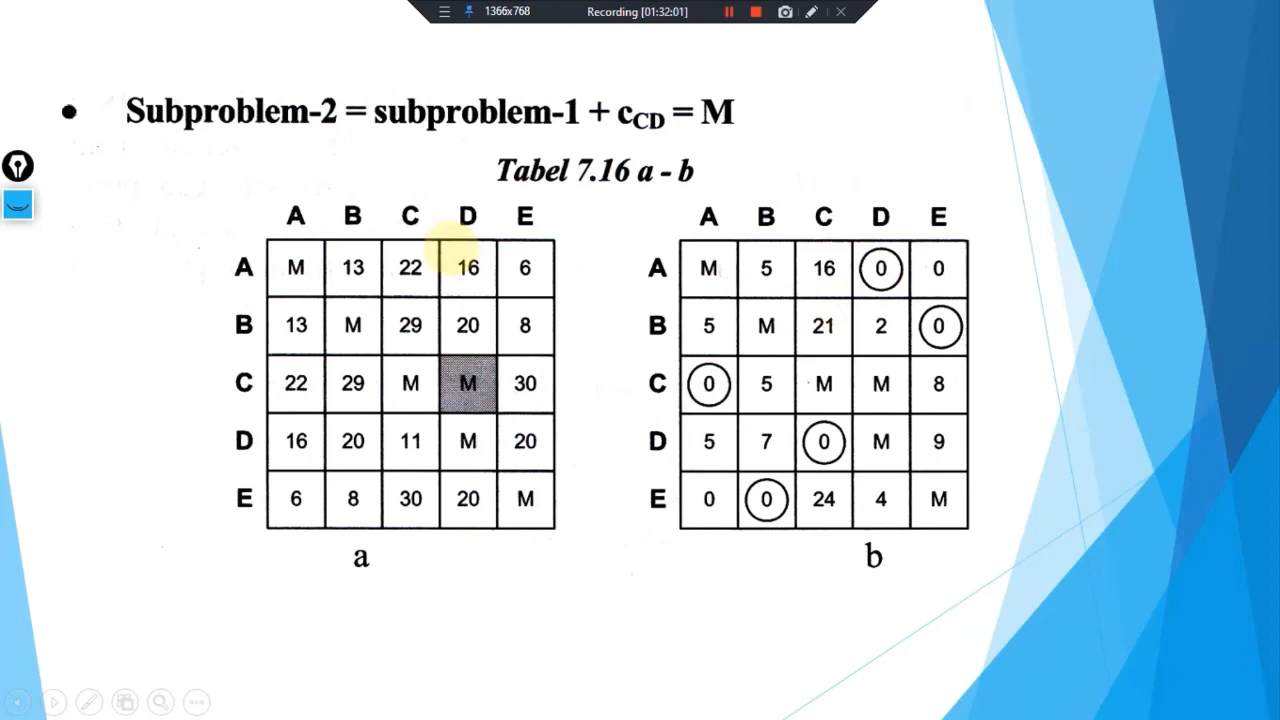 1366x768 Recording [01:32:01]
• Subproblem-2 = subproblem-1 + cCD = M
Tabel 7.16 a - b
A B C D E
A M 13 22 16 6
B 13 M 29 20 8
C 22 29 M M 30
D 16 20 11 M 20
E 6 8 30 20 M
a
A B C D E
A M 5 16 0 0
B 5 M 21 2 0
C 0 5 M M 8
D 5 7 0 M 9
E 0 0 24 4 M
b